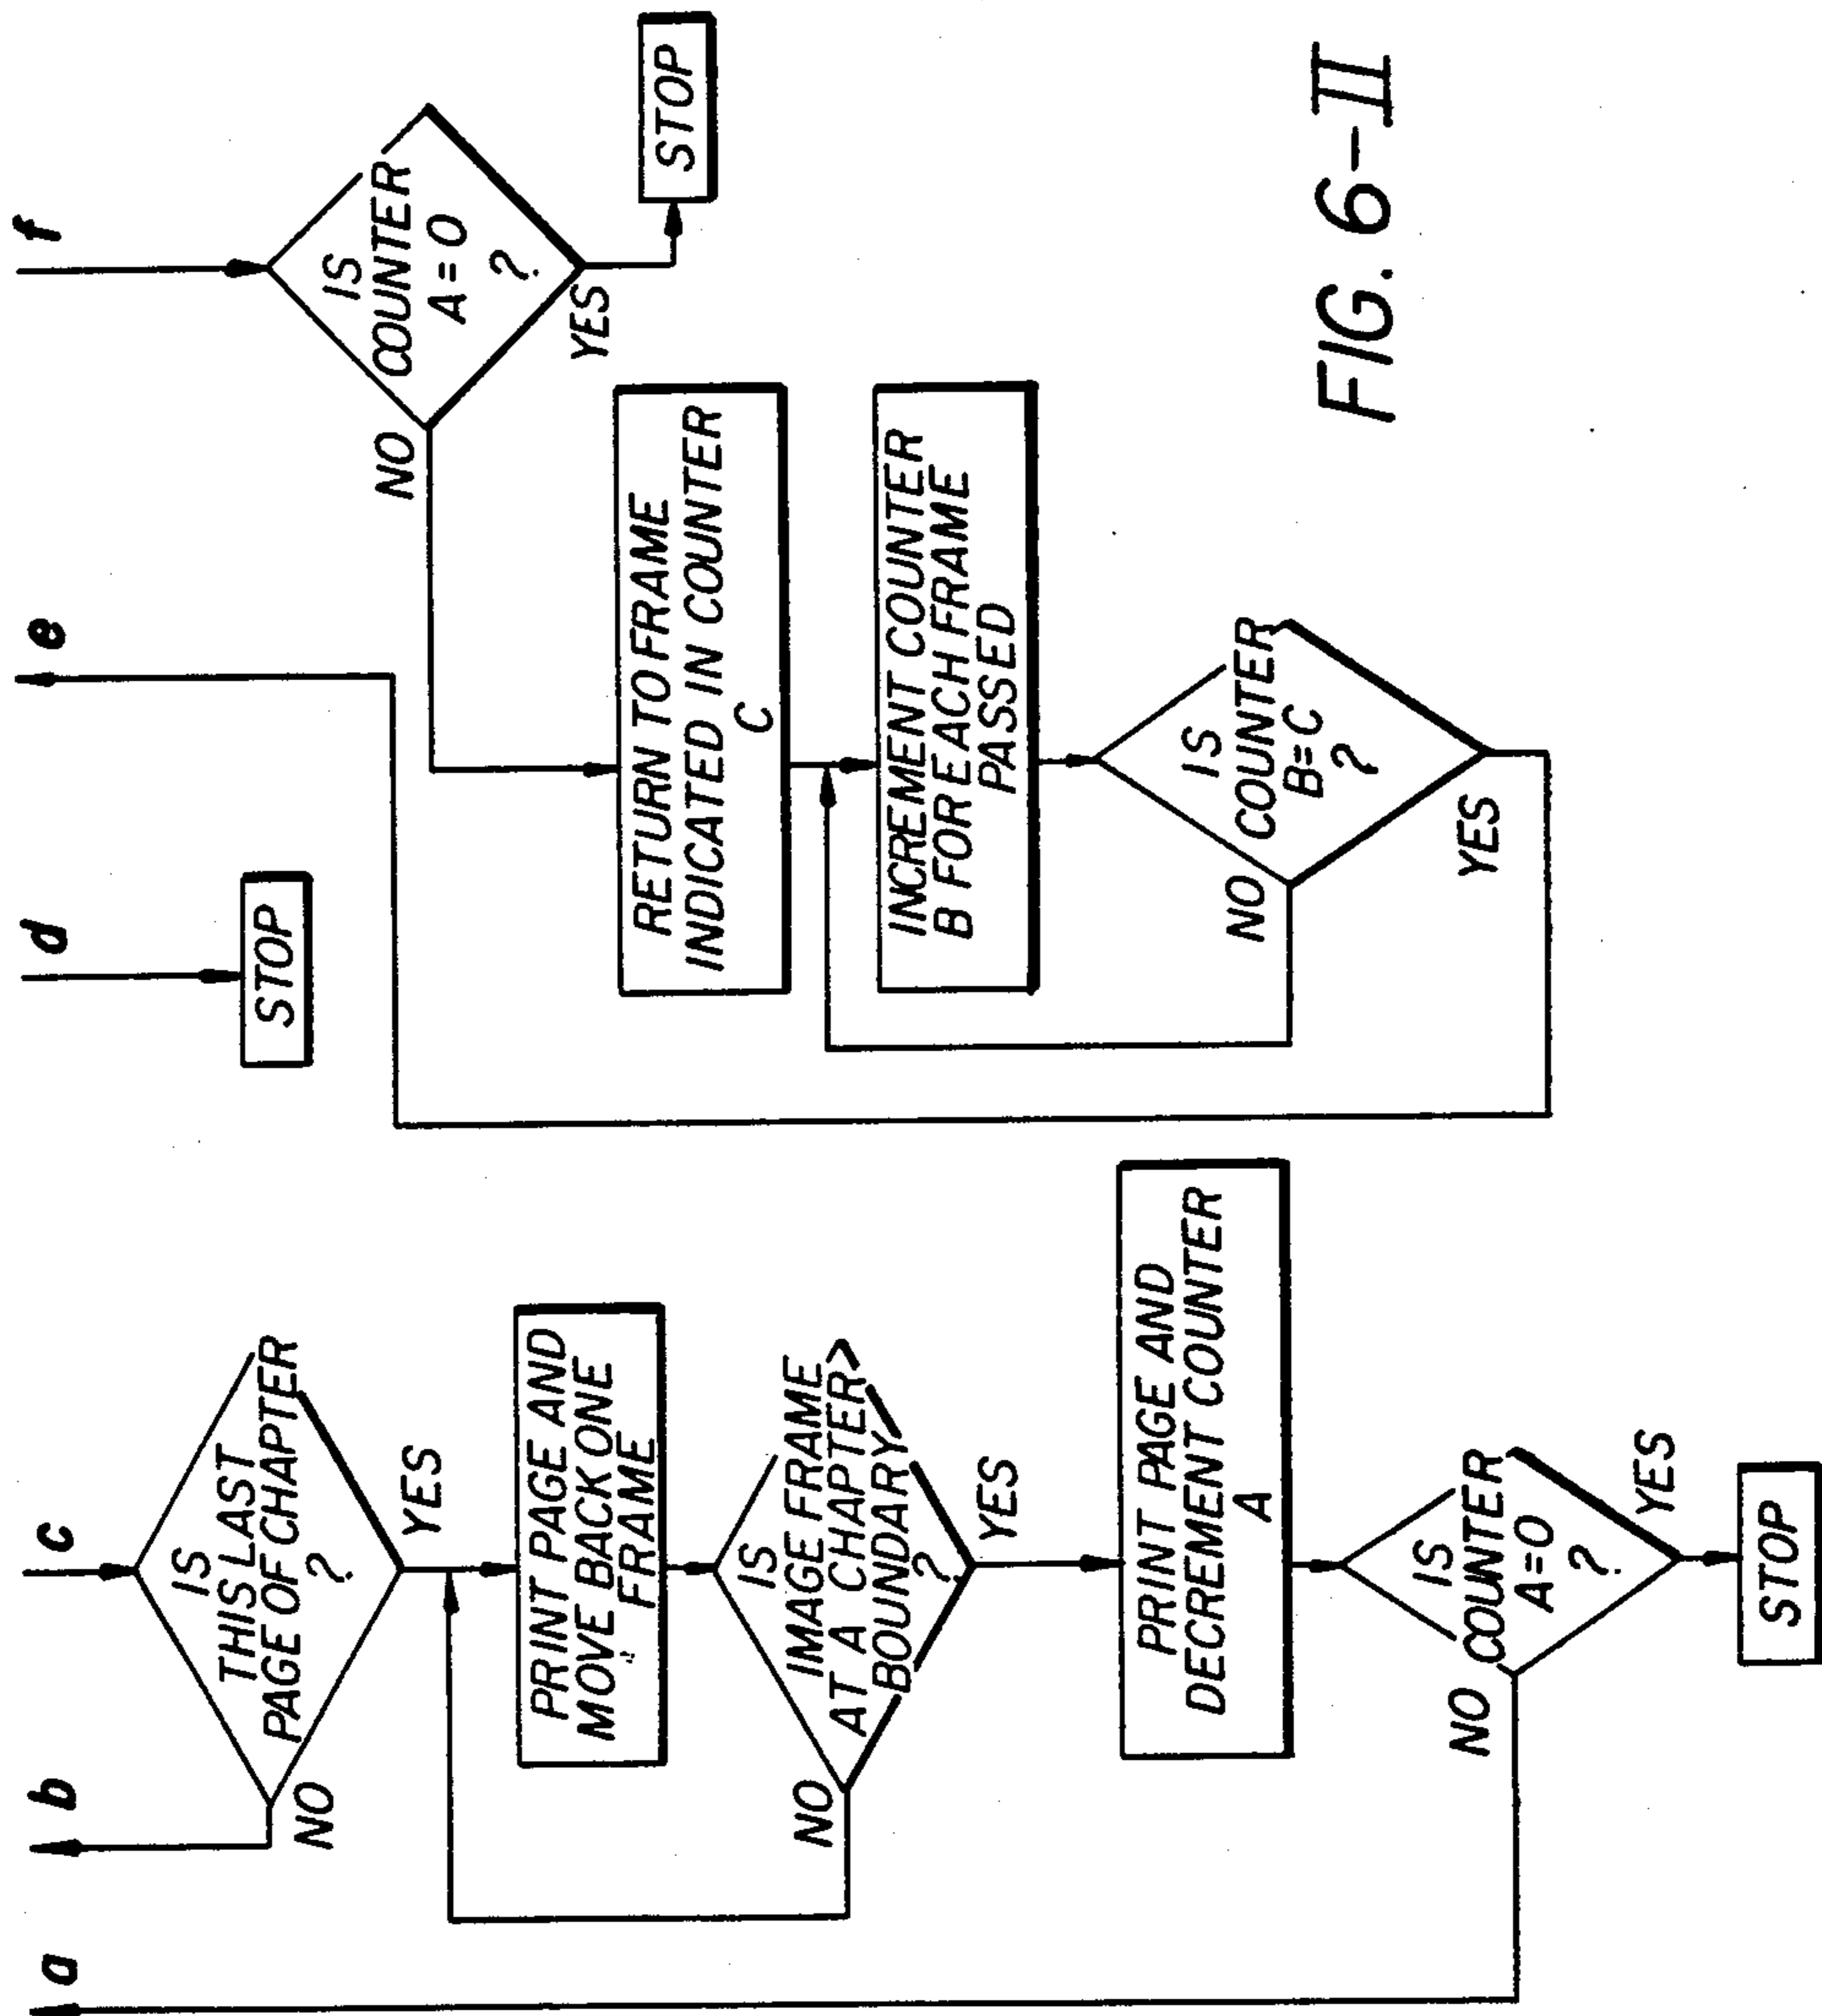 a
b
c
d
e
f
IS
THIS LAST
PAGE OF CHAPTER
?
NO
YES
PRINT PAGE AND
MOVE BACK ONE
FRAME
IS
IMAGE FRAME
AT A CHAPTER
BOUNDARY
?
NO
YES
PRINT PAGE AND
DECREMENT COUNTER
A
IS
COUNTER
A=0
?
NO
YES
STOP
STOP
IS
COUNTER
A=0
?
NO
YES
STOP
RETURN TO FRAME
INDICATED IN COUNTER
C
INCREMENT COUNTER
B FOR EACH FRAME
PASSED
IS
COUNTER
B=C
?
NO
YES
FIG. 6-II